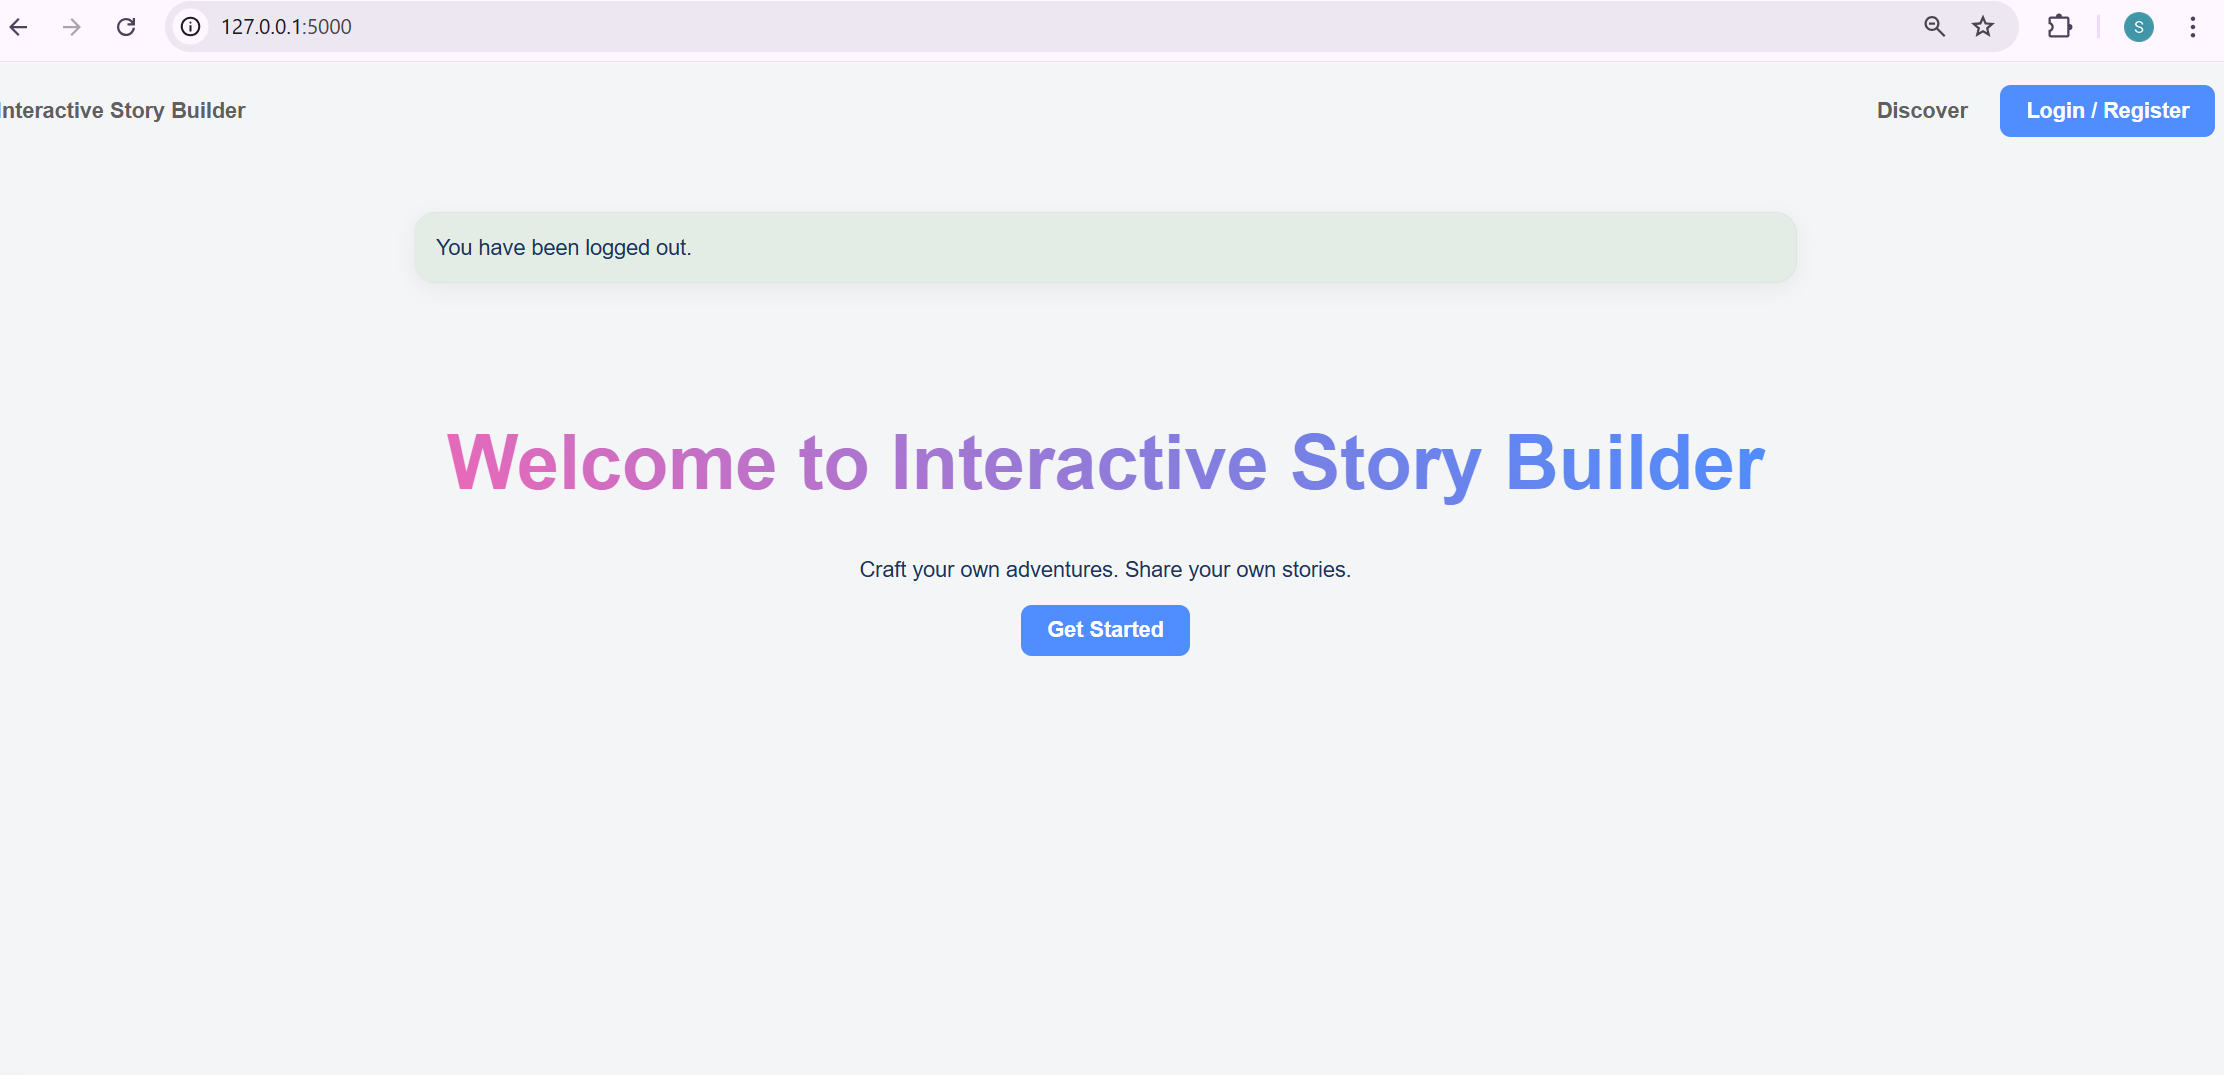 127.0.0.1:5000
S
Interactive Story Builder
Discover
Login / Register
You have been logged out.
Welcome to Interactive Story Builder
Craft your own adventures. Share your own stories.
Get Started